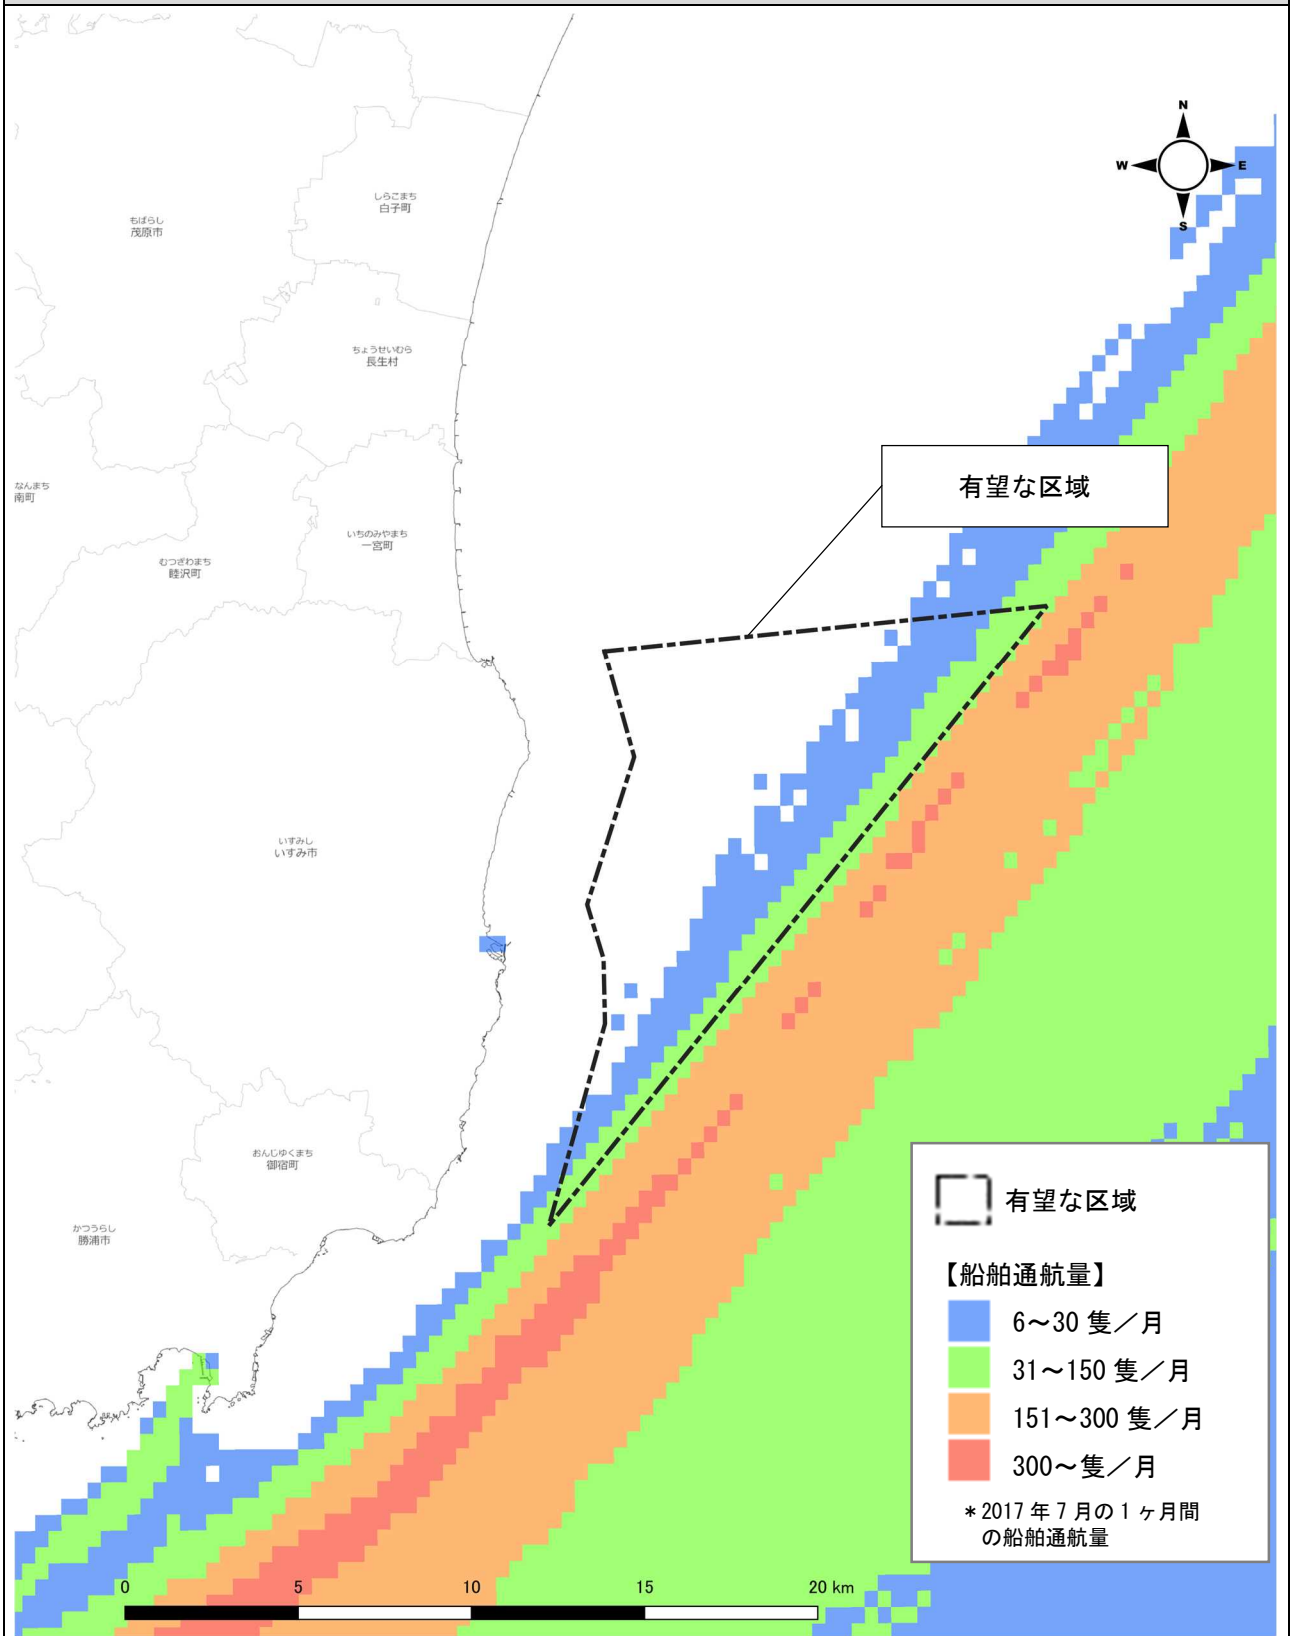 N
W
E
S
しらこまち
白子町
もばらし
茂原市
ちょうせいむら
長生村
なんまち
南町
いちのみやまち
一宮町
むつざわまち
睦沢町
有望な区域
いすみし
いすみ市
おんじゅくまち
御宿町
かつうらし
勝浦市
有望な区域
【船舶通航量】
6～30 隻／月
31～150 隻／月
151～300 隻／月
300～隻／月
＊2017 年 7 月の 1 ヶ月間
の船舶通航量
0 5 10 15 20 km